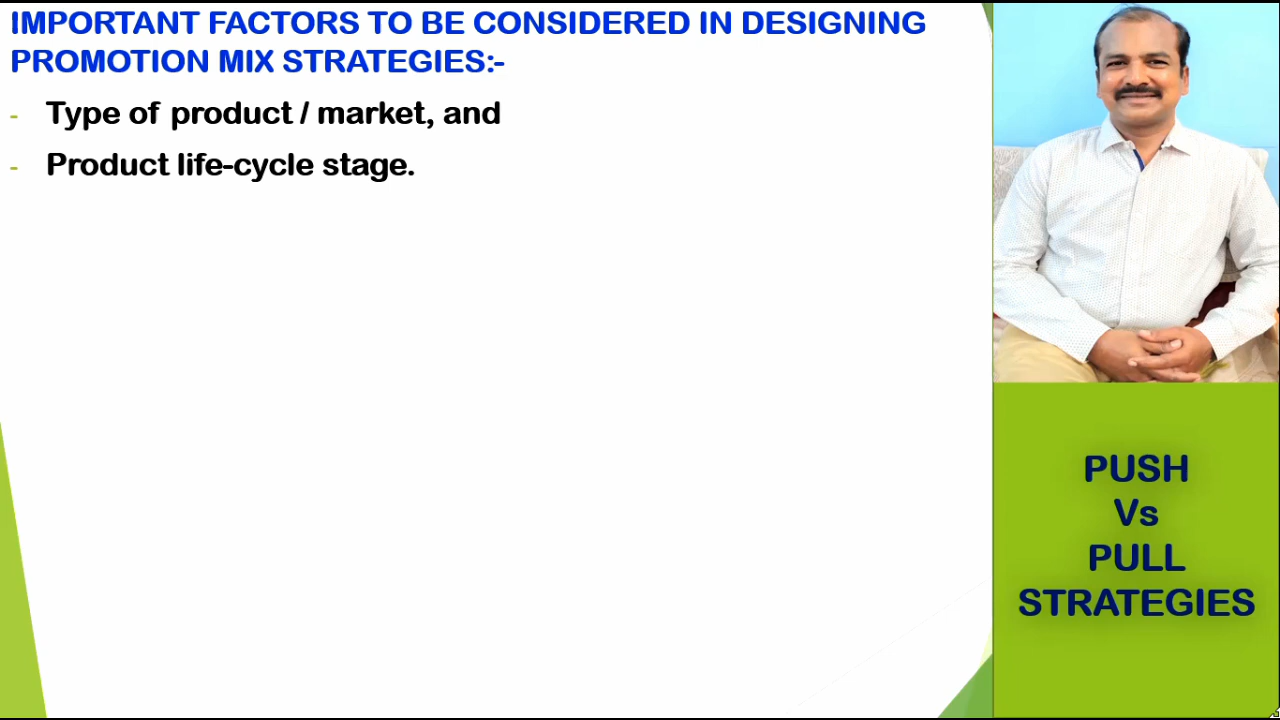 IMPORTANT FACTORS TO BE CONSIDERED IN DESIGNING
PROMOTION MIX STRATEGIES:-
- Type of product / market, and
- Product life-cycle stage.
PUSH
Vs
PULL
STRATEGIES